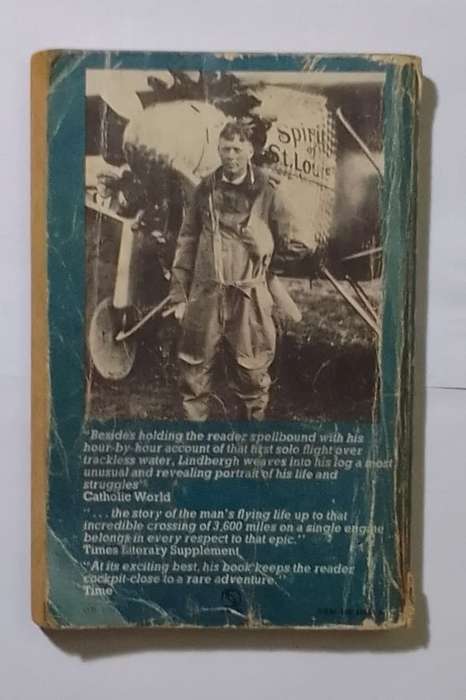 Spirit
of
St. Louis
"Besides holding the reader spellbound with his
hour-by-hour account of that first solo flight over
trackless water, Lindbergh weaves into his log a most
unusual and revealing portrait of his life and
struggles"
Catholic World
"...the story of the man's flying life up to that
incredible crossing of 3,600 miles on a single engine
belongs in every respect to that epic."
Times Literary Supplement
"At its exciting best, his book keeps the reader
cockpit-close to a rare adventure."
Time